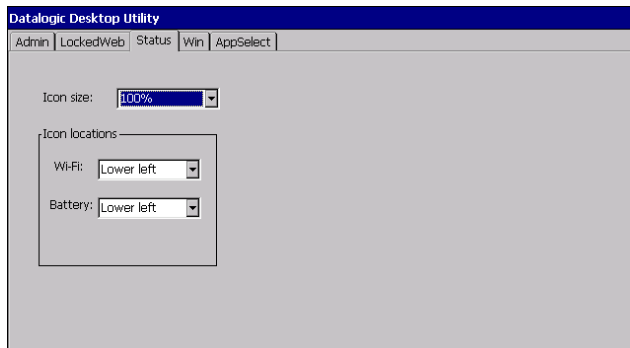 Datalogic Desktop Utility
Admin LockedWeb Status Win AppSelect
Icon size: 100%
Icon locations
Wi-Fi: Lower left
Battery: Lower left